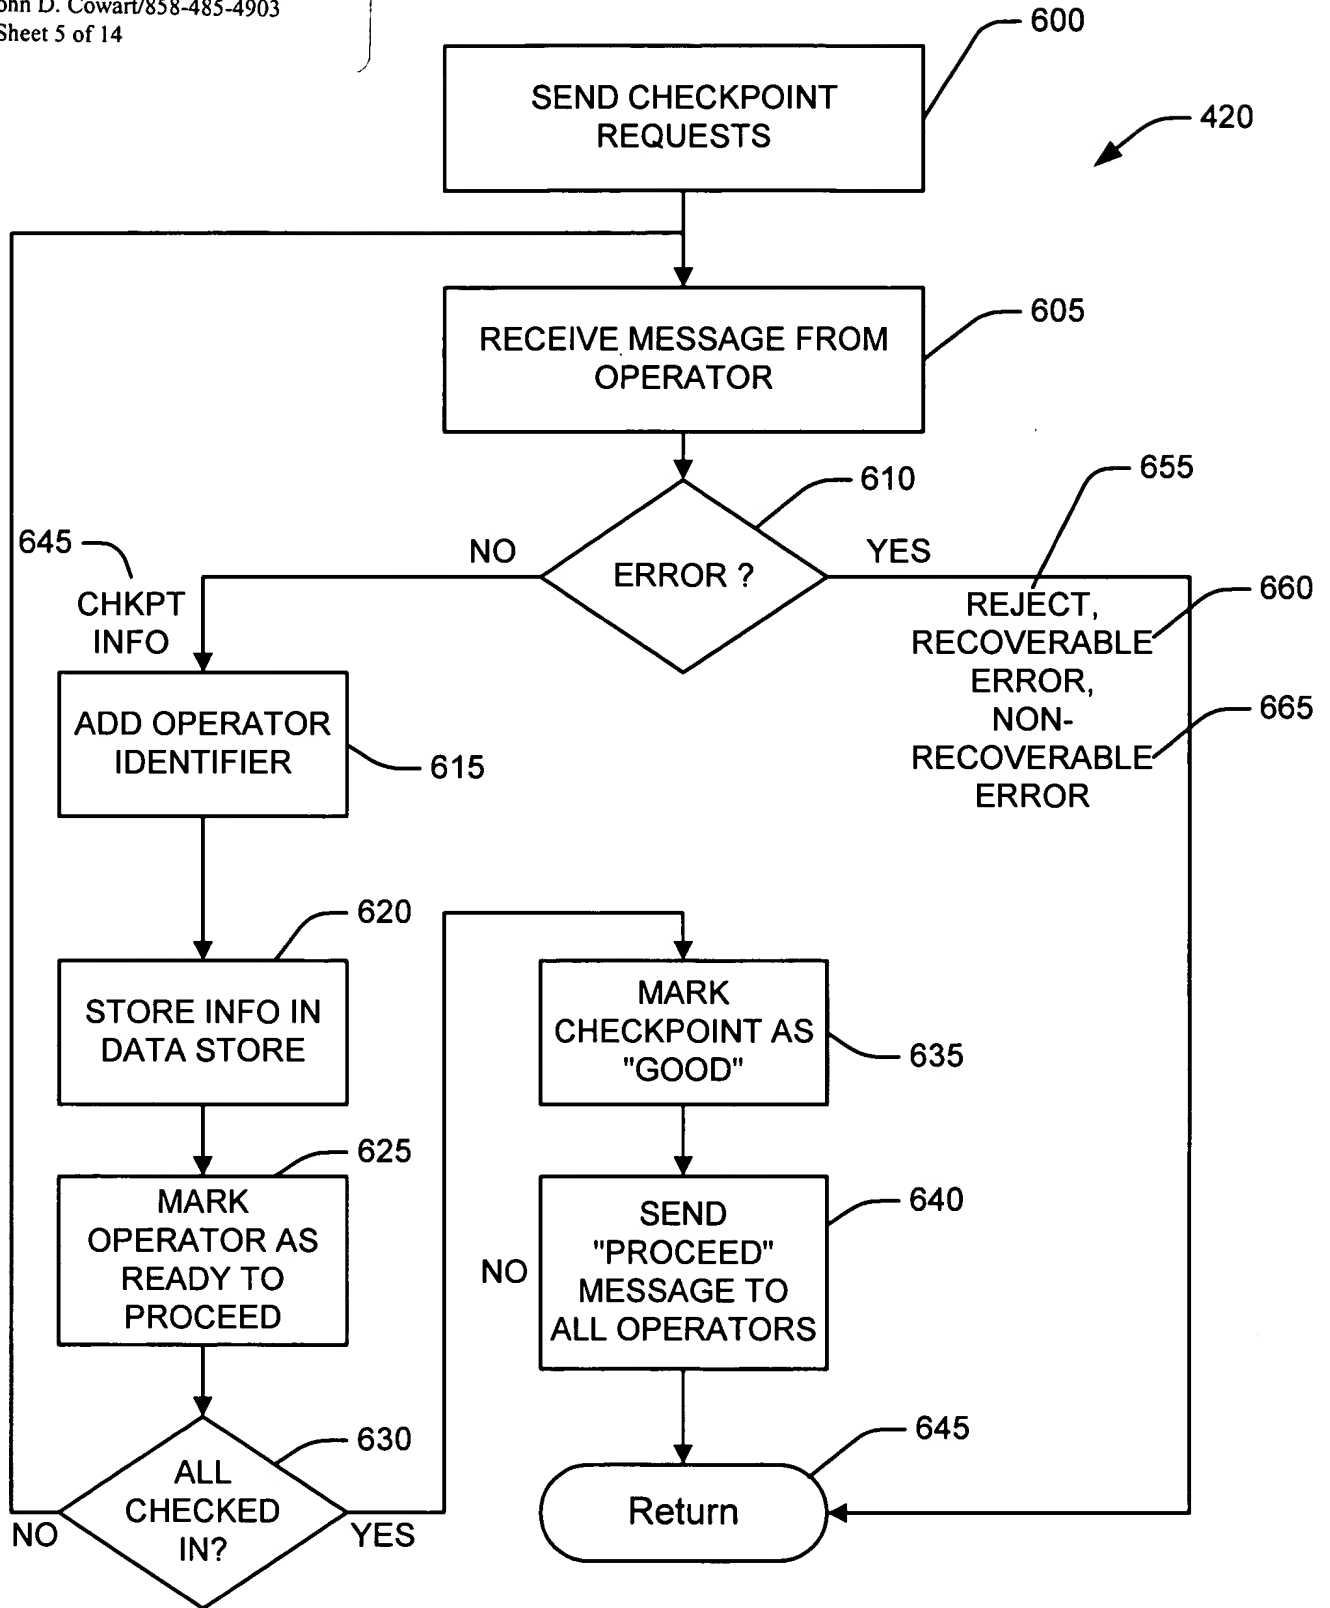 ohn D. Cowart/858-485-4903
Sheet 5 of 14
600
SEND CHECKPOINT
REQUESTS
420
605
RECEIVE MESSAGE FROM
OPERATOR
655
610
645
NO
YES
ERROR ?
CHKPT
INFO
REJECT,
RECOVERABLE
ERROR,
NON-
RECOVERABLE
ERROR
660
665
ADD OPERATOR
IDENTIFIER
615
620
STORE INFO IN
DATA STORE
MARK
CHECKPOINT AS
"GOOD"
635
625
MARK
OPERATOR AS
READY TO
PROCEED
NO
SEND
"PROCEED"
MESSAGE TO
ALL OPERATORS
640
630
ALL
CHECKED
IN?
NO
YES
645
Return